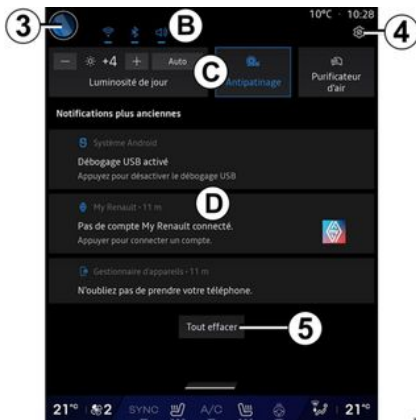 10°C · 10:28
3
B
4
— +4 + Auto
C
Luminosité de jour
Antipatinage
Purificateur
d'air
Notifications plus anciennes
Système Android
Débogage USB activé
Appuyez pour désactiver le débogage USB
My Renault · 11 m
D
Pas de compte My Renault connecté.
Appuyer pour connecter un compte.
Gestionnaire d'appareils · 11 m
N'oubliez pas de prendre votre téléphone.
Tout effacer
5
21°C 2 SYNC A/C 21°C